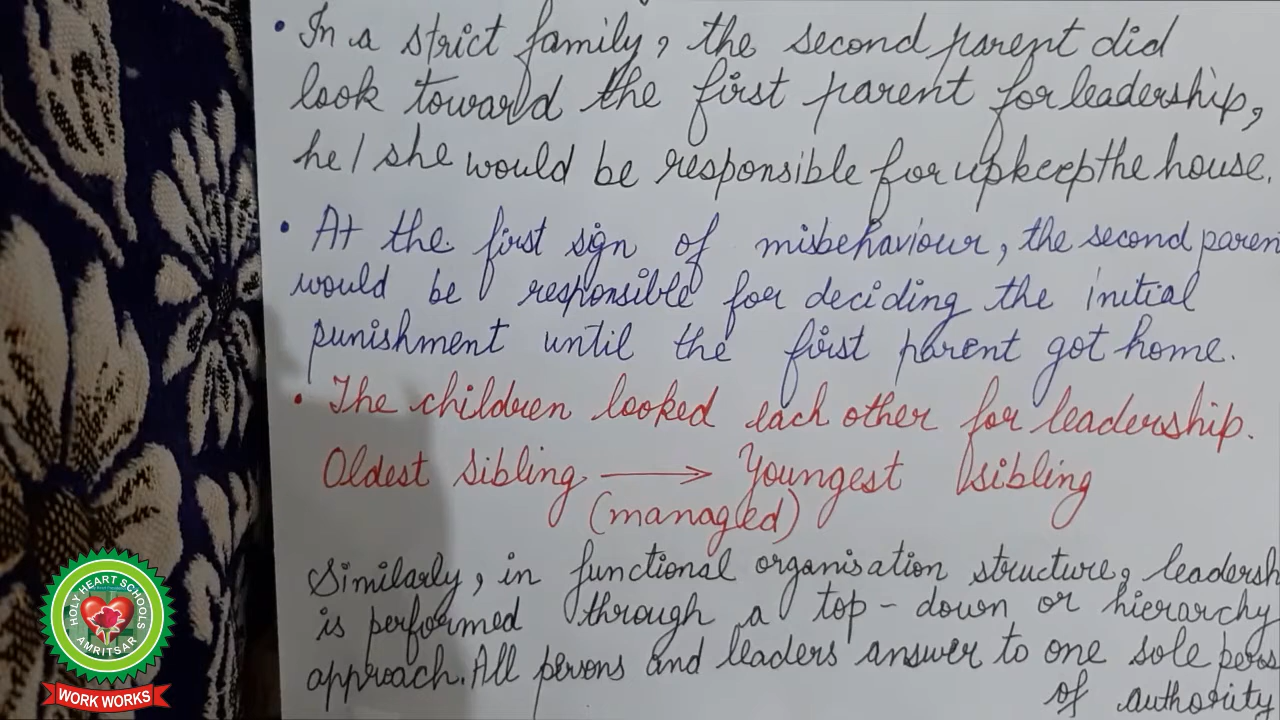 • In a strict family, the second parent did
look toward the first parent for leadership,
he/she would be responsible for upkeep the house.
• At the first sign of misbehaviour, the second paren
would be responsible for deciding the initial
punishment until the first parent got home.
• The children looked each other for leadership.
Oldest sibling → Youngest sibling
(managed)
Similarly, in functional organisation structure, leadersh
is performed through a top-down or hierarchy
approach. All persons and leaders answer to one sole perso
of authority
HOLY HEART SCHOOLS
AMRITSAR
WORK WORKS